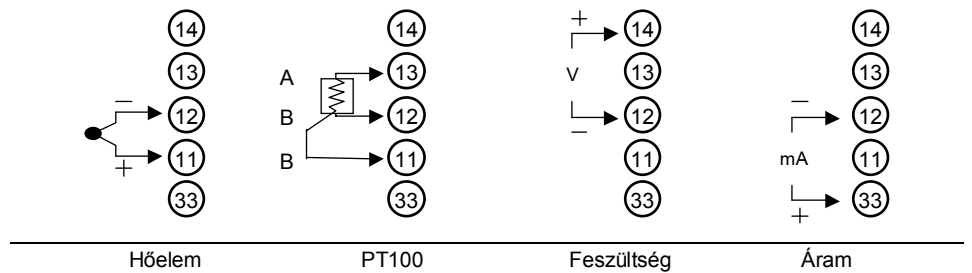 14 14 + 14 14
A 13 13 V 13 13
− 12 B 12 − 12 − 12
+ 11 B 11 11 mA 11
33 33 33 + 33
Hőelem PT100 Feszültség Áram